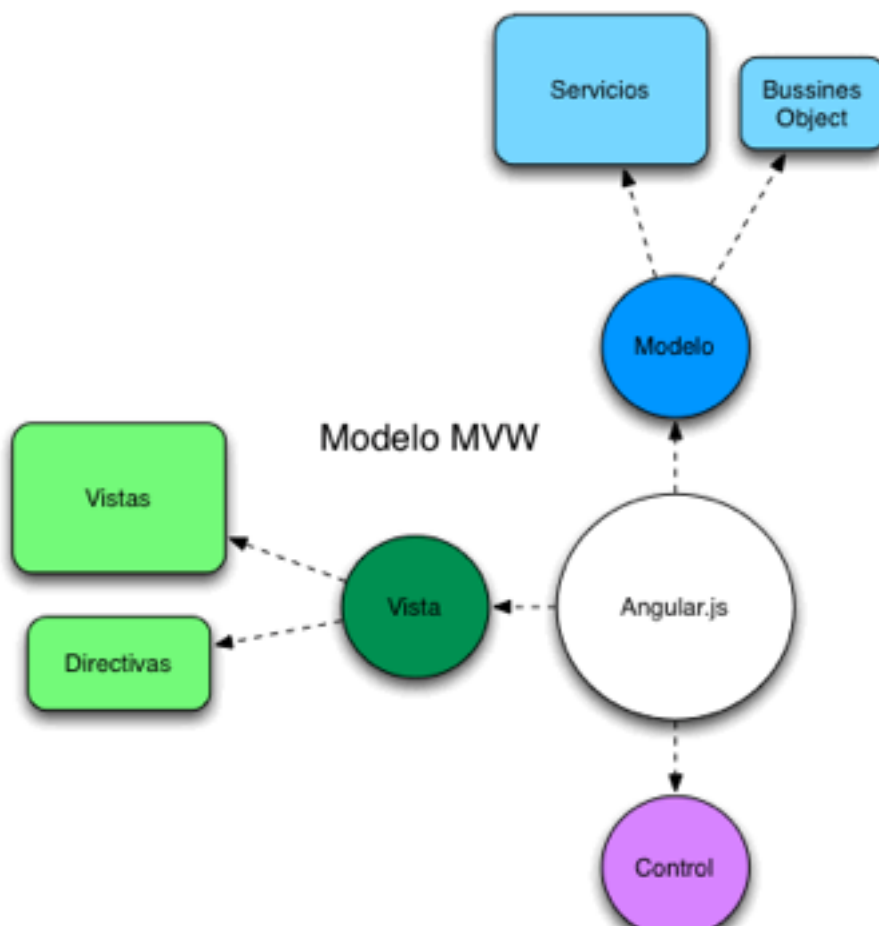 Servicios
Bussines
Object
Modelo
Modelo MVW
Vistas
Vista
Angular.js
Directivas
Control